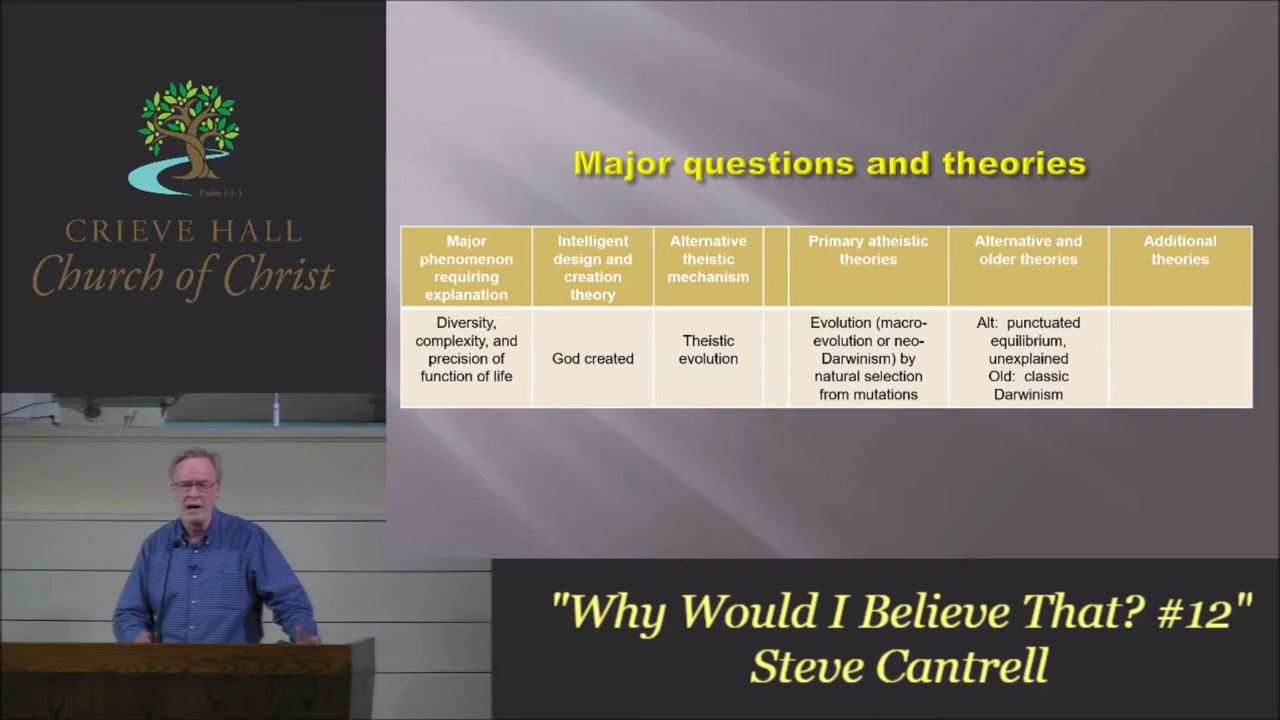 Psalm 1:1-3
CRIEVE HALL
Church of Christ
Major questions and theories
Major
phenomenon
requiring
explanation
Intelligent
design and
creation
theory
Alternative
theistic
mechanism
Primary atheistic
theories
Alternative and
older theories
Additional
theories
Diversity,
complexity, and
precision of
function of life
God created
Theistic
evolution
Evolution (macro-
evolution or neo-
Darwinism) by
natural selection
from mutations
Alt: punctuated
equilibrium,
unexplained
Old: classic
Darwinism
"Why Would I Believe That? #12"
Steve Cantrell